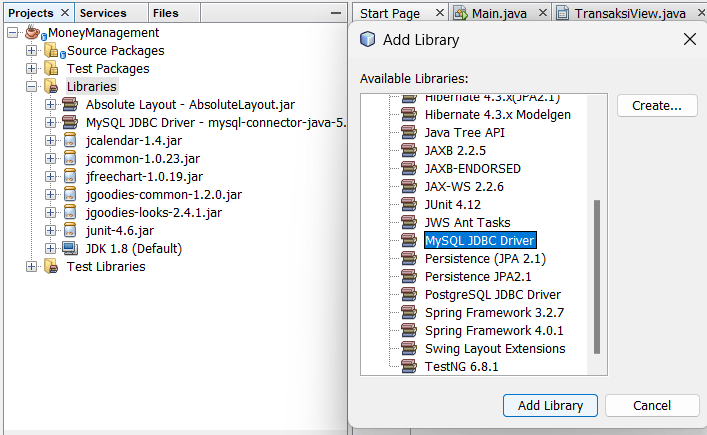 Projects × Services Files
MoneyManagement
Source Packages
Test Packages
Libraries
Absolute Layout - AbsoluteLayout.jar
MySQL JDBC Driver - mysql-connector-java-5.
jcalendar-1.4.jar
jcommon-1.0.23.jar
jfreechart-1.0.19.jar
jgoodies-common-1.2.0.jar
jgoodies-looks-2.4.1.jar
junit-4.6.jar
JDK 1.8 (Default)
Test Libraries
Start Page × Main.java × TransaksiView.java ×
Add Library
Available Libraries:
Hibernate 4.3.x(JPA2.1)
Hibernate 4.3.x Modelgen
Java Tree API
JAXB 2.2.5
JAXB-ENDORSED
JAX-WS 2.2.6
JUnit 4.12
JWS Ant Tasks
MySQL JDBC Driver
Persistence (JPA 2.1)
Persistence JPA2.1
PostgreSQL JDBC Driver
Spring Framework 3.2.7
Spring Framework 4.0.1
Swing Layout Extensions
TestNG 6.8.1
Create...
Add Library Cancel